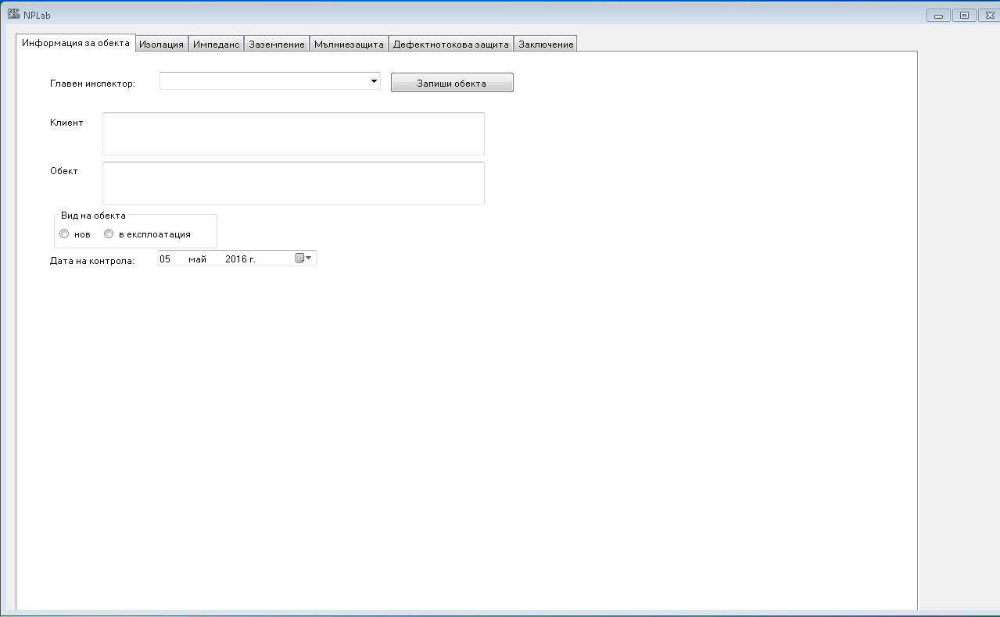 NPLab
Информация за обекта Изолация Импеданс Заземление Мълниезащита Дефектнотокова защита Заключение
Главен инспектор: Запиши обекта
Клиент
Обект
Вид на обекта
нов в експлоатация
Дата на контрола: 05 май 2016 г.